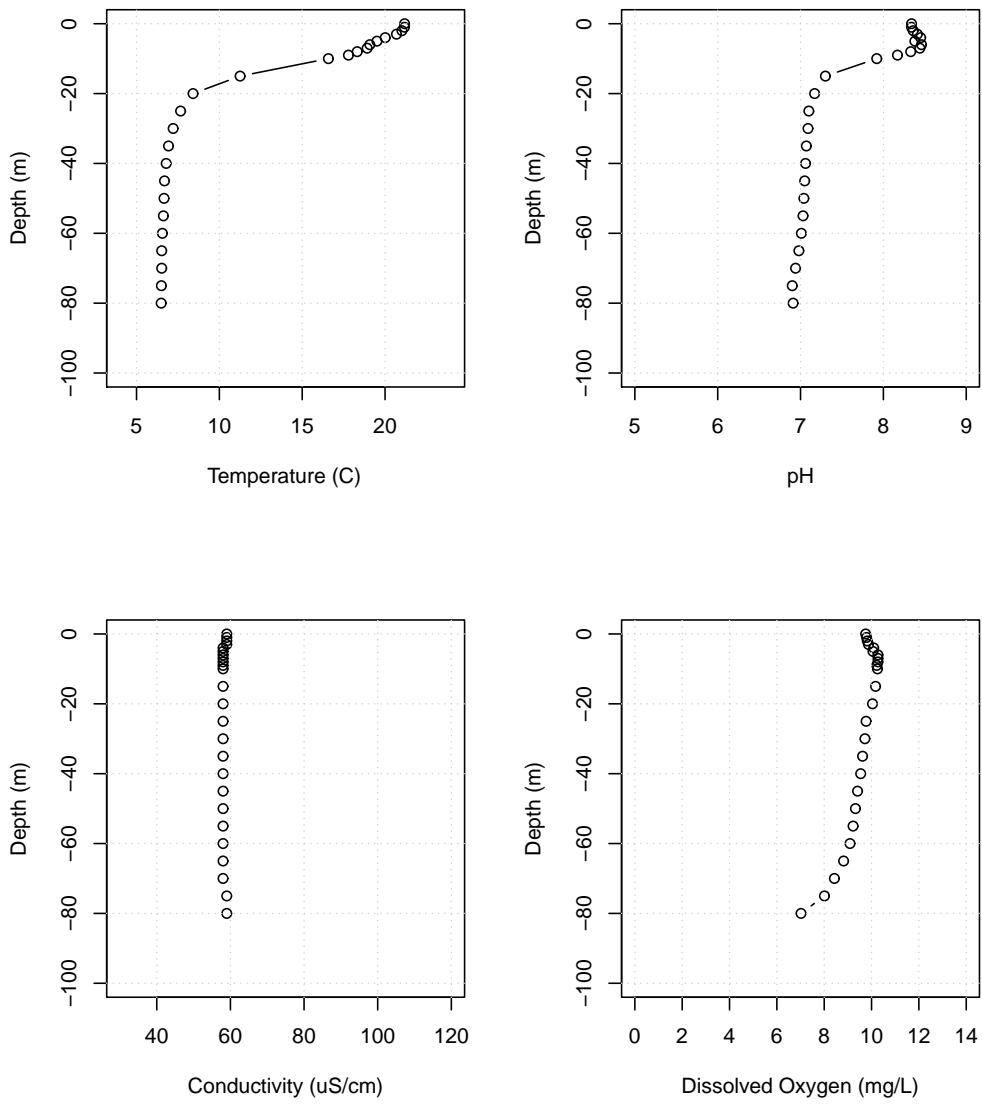 0
−20
−40
−60
−80
−100
Depth (m)
5 10 15 20
Temperature (C)
0
−20
−40
−60
−80
−100
Depth (m)
5 6 7 8 9
pH
0
−20
−40
−60
−80
−100
Depth (m)
40 60 80 100 120
Conductivity (uS/cm)
0
−20
−40
−60
−80
−100
Depth (m)
0 2 4 6 8 10 12 14
Dissolved Oxygen (mg/L)